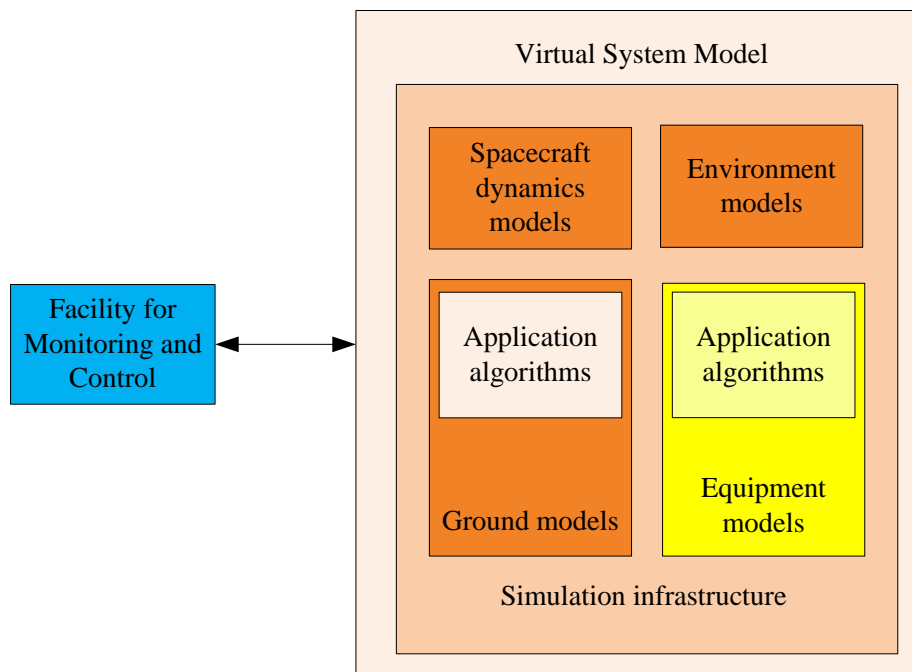 Virtual System Model
Spacecraft
dynamics
models
Environment
models
Facility for
Monitoring and
Control
Application
algorithms
Application
algorithms
Ground models
Equipment
models
Simulation infrastructure